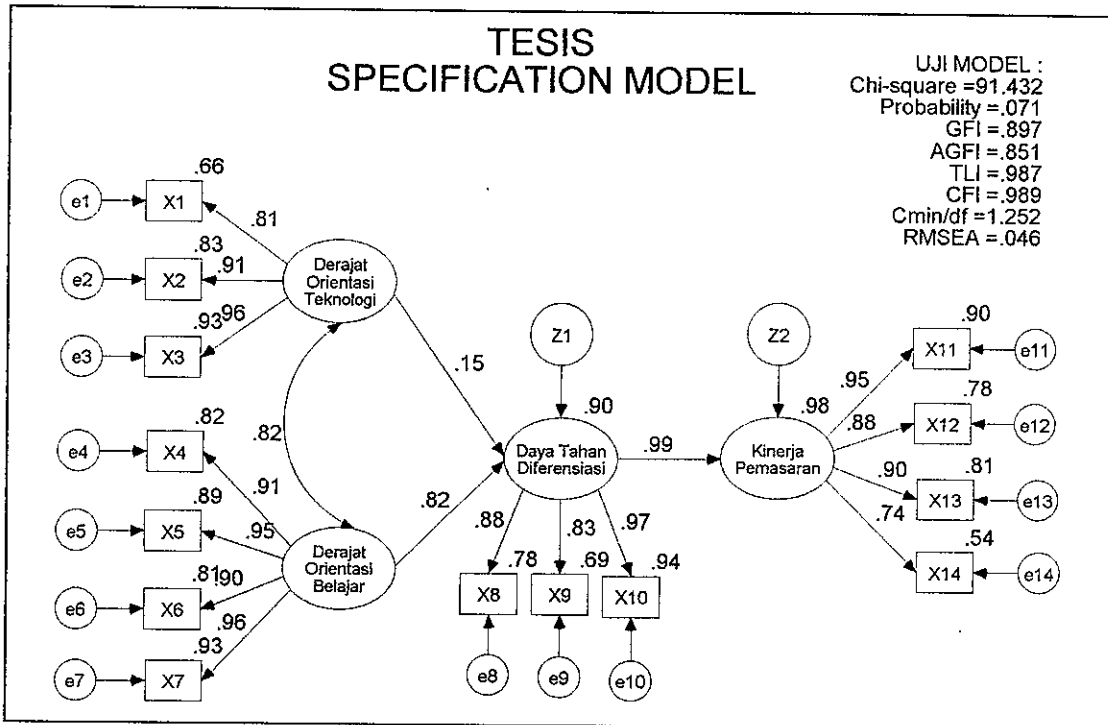 TESIS
SPECIFICATION MODEL
UJI MODEL :
Chi-square =91.432
Probability =.071
GFI =.897
AGFI =.851
TLI =.987
CFI =.989
Cmin/df =1.252
RMSEA =.046
.66
e1 X1
.81
.83
e2 X2 .91
Derajat
Orientasi
Teknologi
.93 .96
e3 X3
.82
.15
.82
e4 X4
.91
.89
e5 X5 .95
Derajat
Orientasi
Belajar
.81 .90
e6 X6
.96
.93
e7 X7
.82
Z1
.90
Daya Tahan
Diferensiasi
.99
.88 .83 .97
.78 .69 .94
X8 X9 X10
e8 e9 e10
Z2
.98
Kinerja
Pemasaran
.90
.95 X11 e11
.78
.88 X12 e12
.81
.90 X13 e13
.74
.54
X14 e14